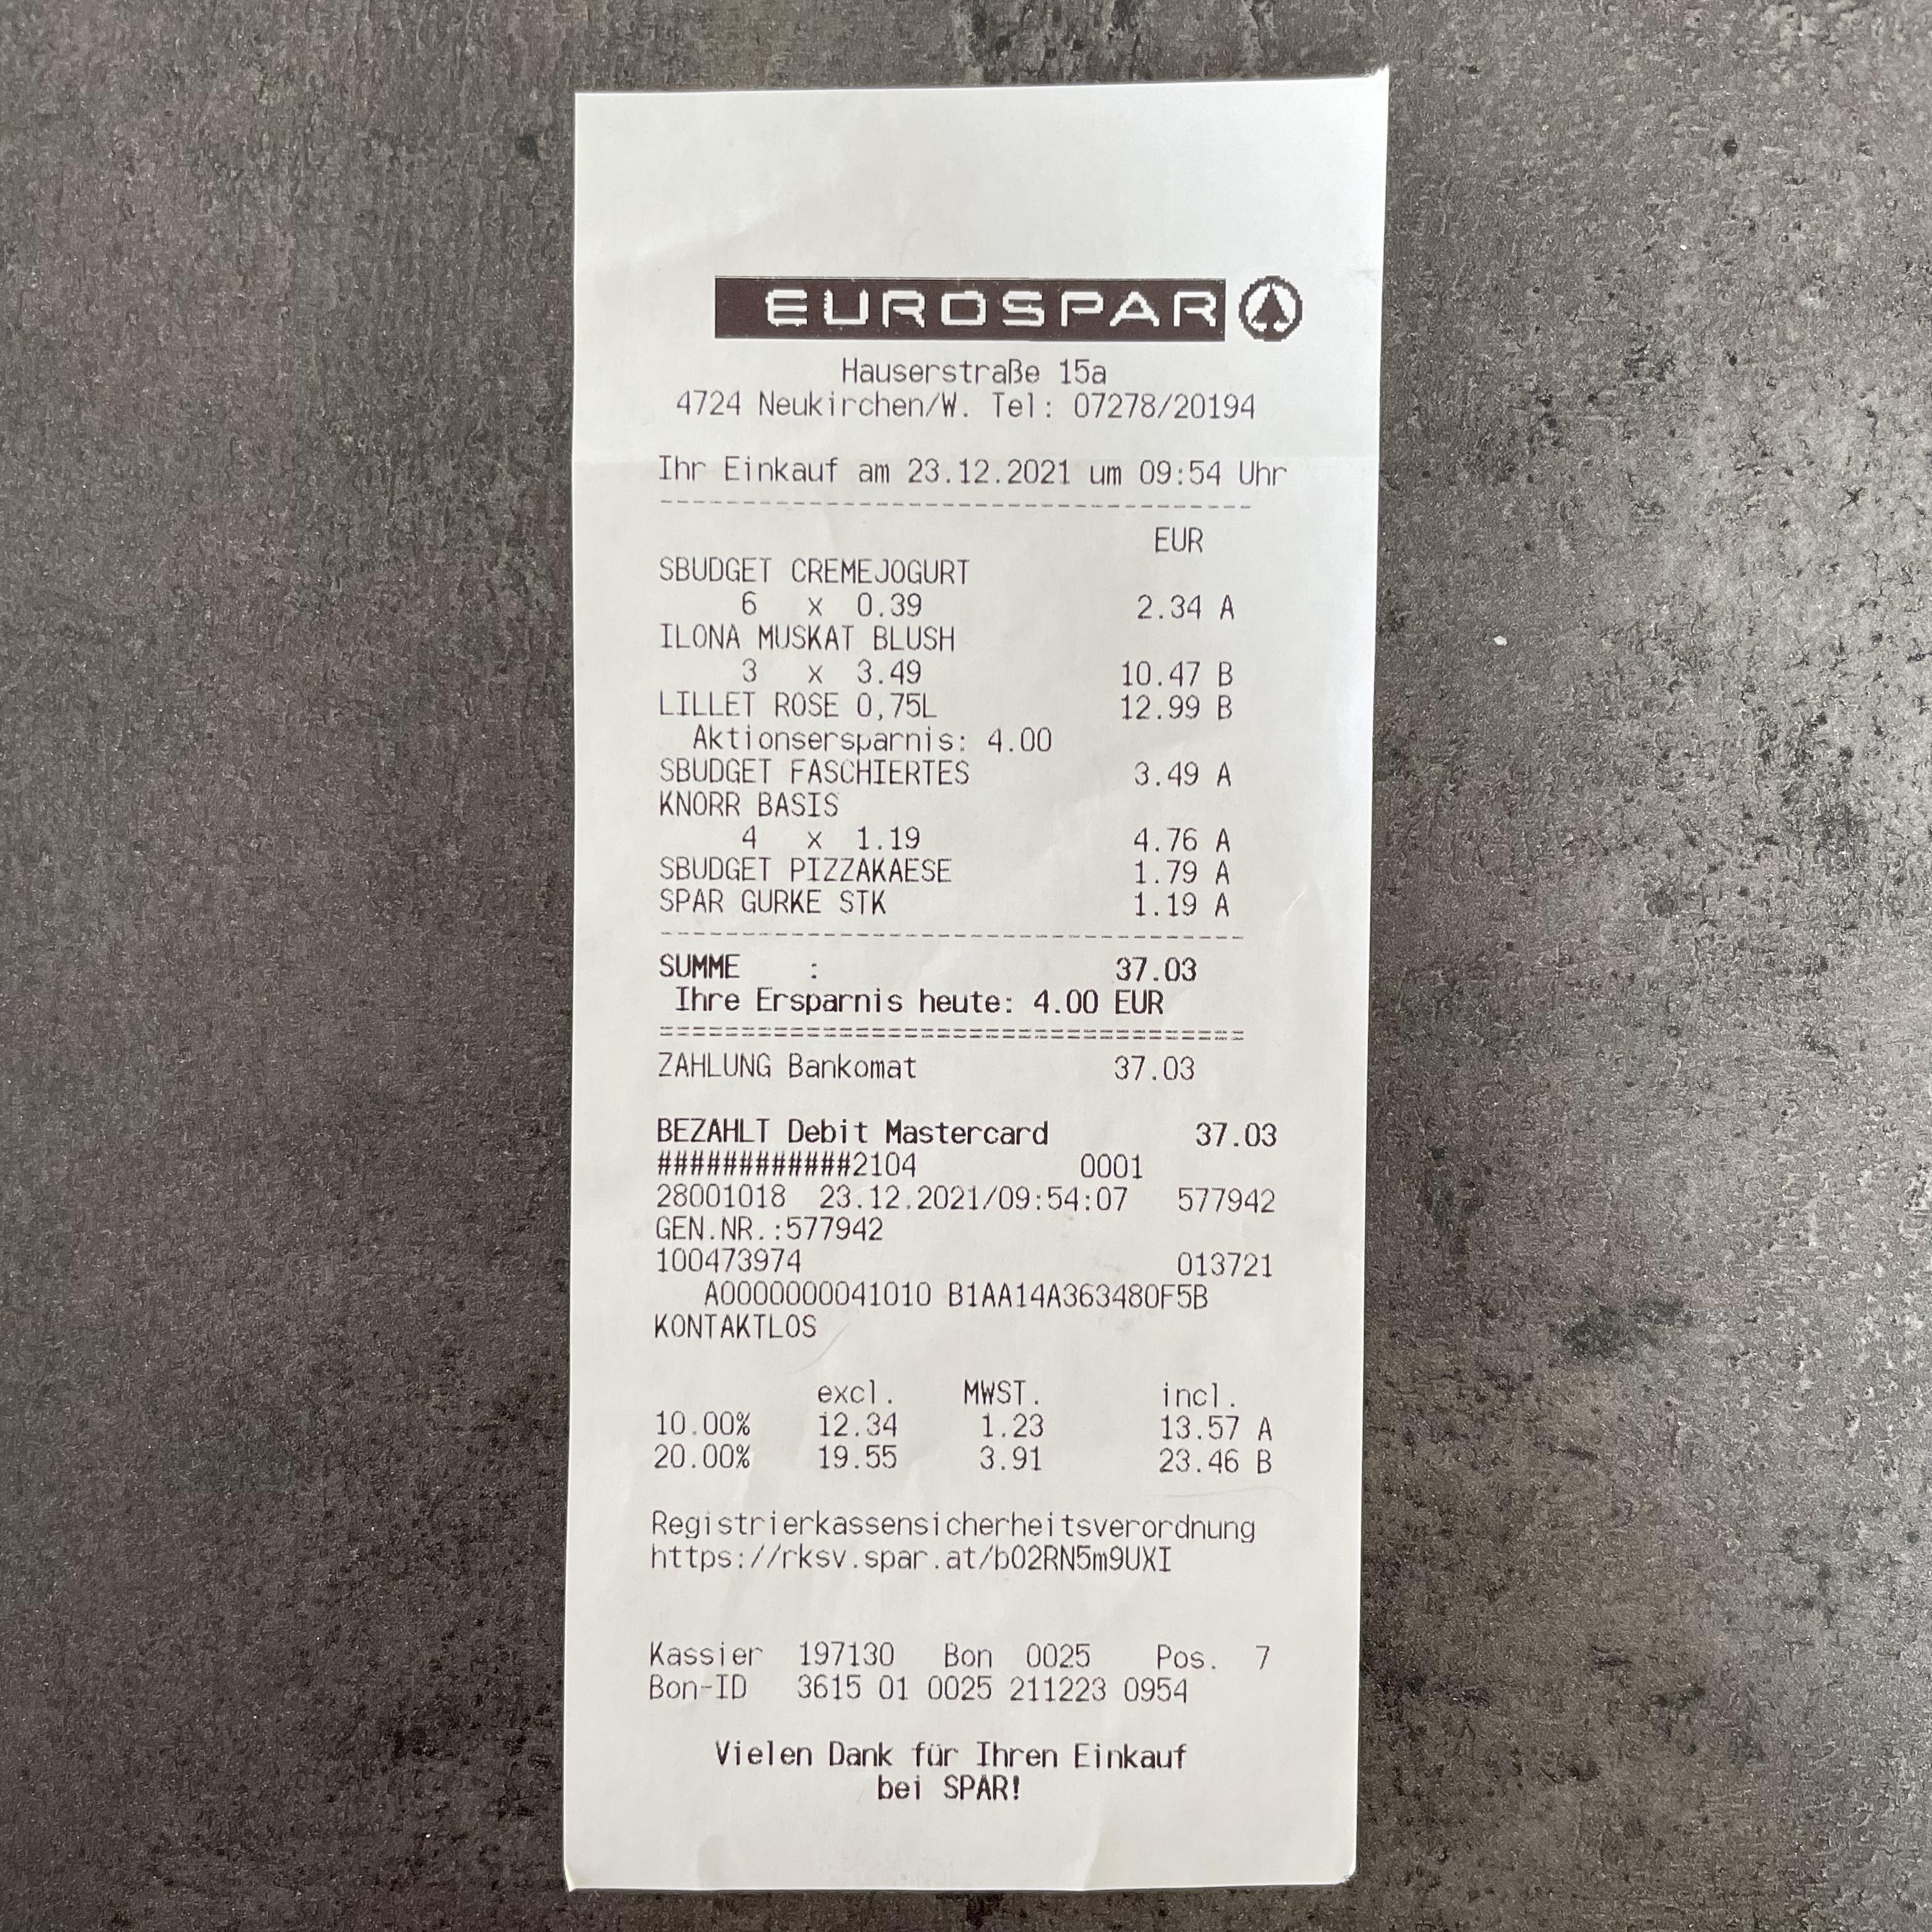 EUROSPAR
Hauserstraße 15a
4724 Neukirchen/W. Tel: 07278/20194
Ihr Einkauf am 23.12.2021 um 09:54 Uhr
------------------------------------
EUR
SBUDGET CREMEJOGURT
6 x 0.39 2.34 A
ILONA MUSKAT BLUSH
3 x 3.49 10.47 B
LILLET ROSE 0,75L 12.99 B
Aktionsersparnis: 4.00
SBUDGET FASCHIERTES 3.49 A
KNORR BASIS
4 x 1.19 4.76 A
SBUDGET PIZZAKAESE 1.79 A
SPAR GURKE STK 1.19 A
------------------------------------
SUMME : 37.03
Ihre Ersparnis heute: 4.00 EUR
====================================
ZAHLUNG Bankomat 37.03
BEZAHLT Debit Mastercard 37.03
############2104 0001
28001018 23.12.2021/09:54:07 577942
GEN.NR.:577942
100473974 013721
A0000000041010 B1AA14A363480F5B
KONTAKTLOS
excl. MWST. incl.
10.00% 12.34 1.23 13.57 A
20.00% 19.55 3.91 23.46 B
Registrierkassensicherheitsverordnung
https://rksv.spar.at/b02RN5m9UXI
Kassier 197130 Bon 0025 Pos. 7
Bon-ID 3615 01 0025 211223 0954
Vielen Dank für Ihren Einkauf
bei SPAR!